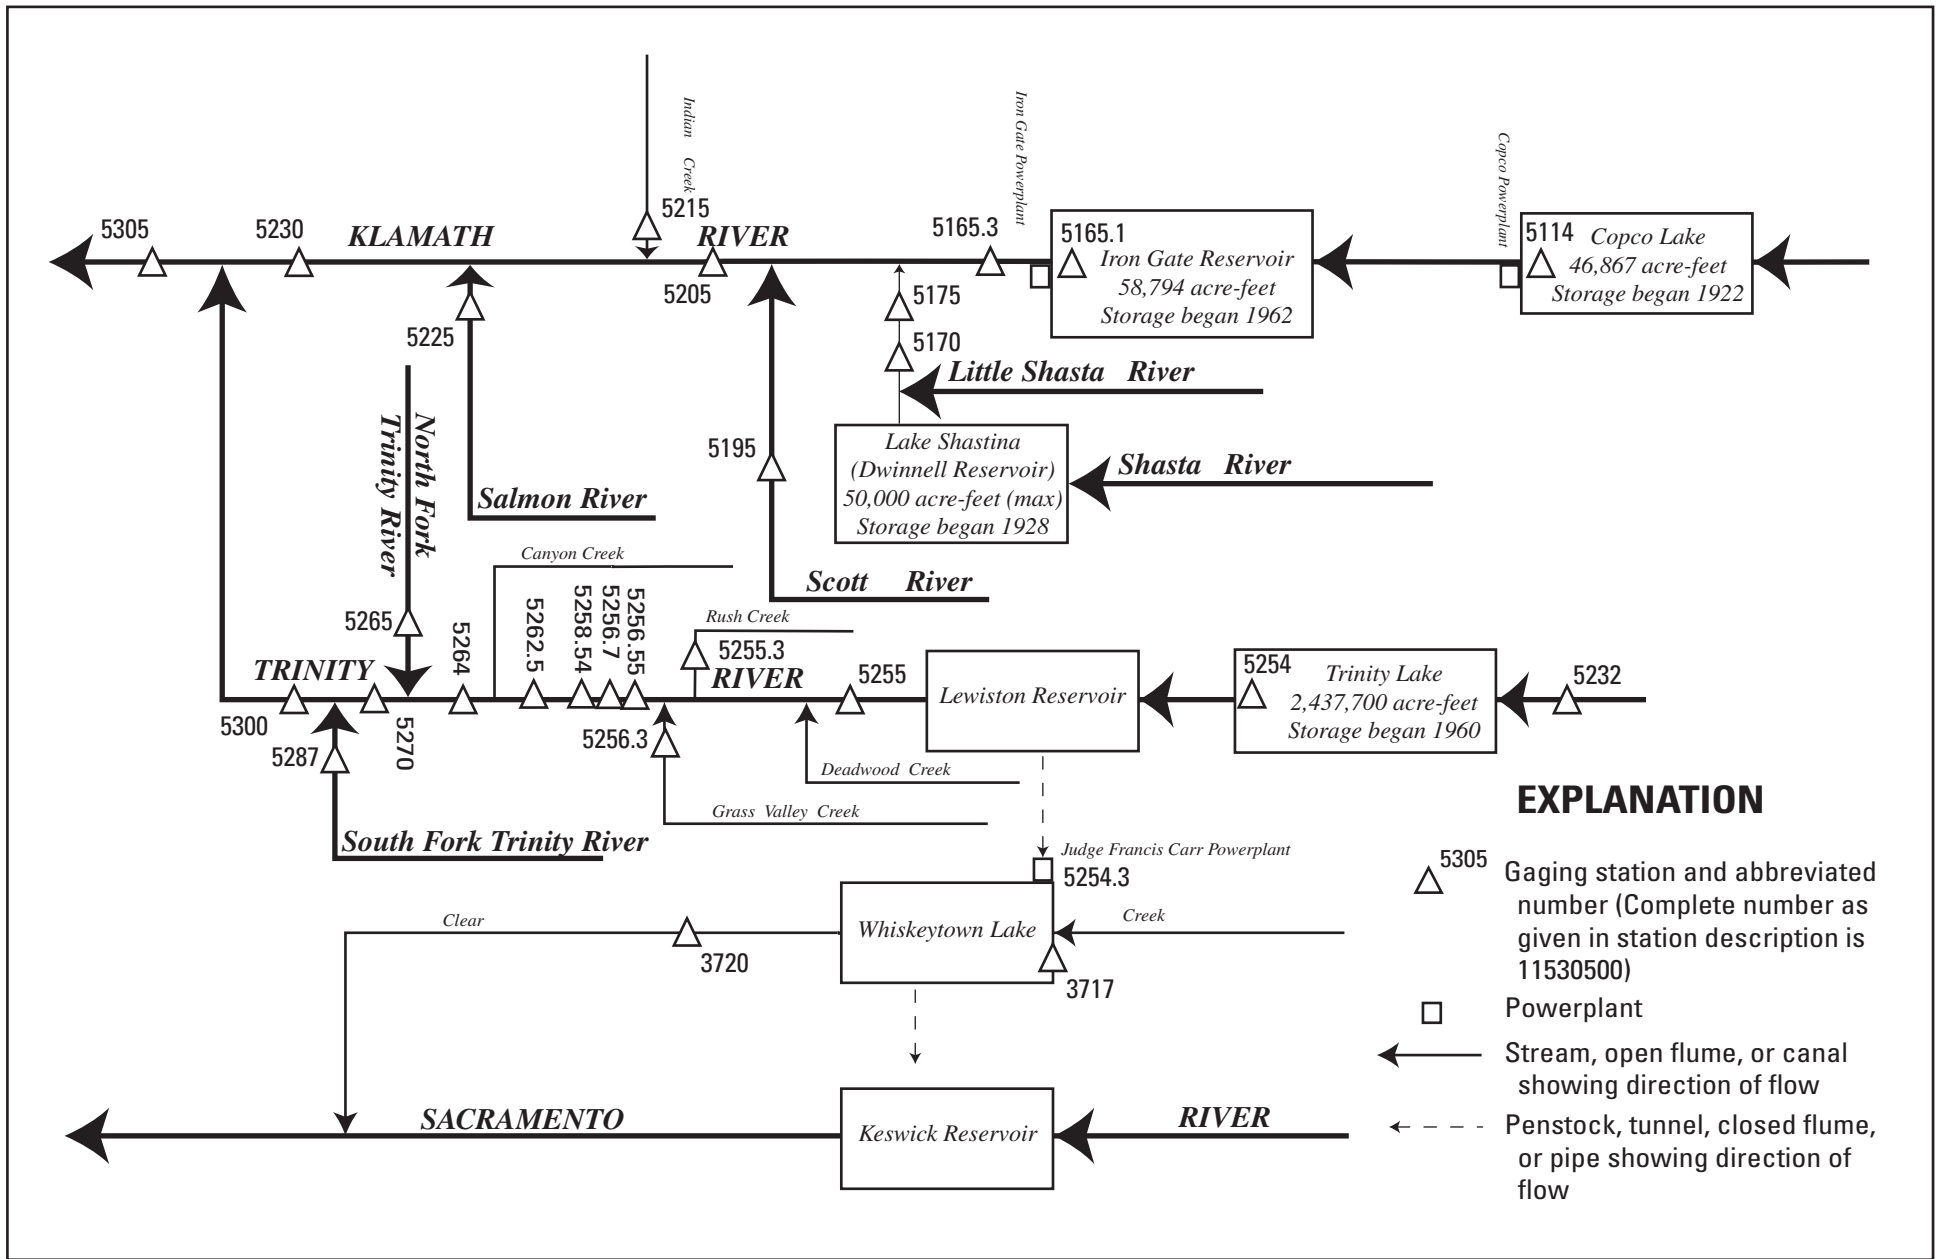 Indian Creek
Iron Gate Powerplant
Copco Powerplant
5305
5230
KLAMATH
5215
RIVER
5205
5165.3
5165.1
Iron Gate Reservoir
58,794 acre-feet
Storage began 1962
5114
Copco Lake
46,867 acre-feet
Storage began 1922
5225
5175
5170
Little Shasta River
North Fork
Trinity River
5195
Lake Shastina
(Dwinnell Reservoir)
50,000 acre-feet (max)
Storage began 1928
Shasta River
Salmon River
Canyon Creek
Scott River
5265
5264
5262.5
5258.54
5256.7
5256.55
Rush Creek
5255.3
TRINITY
RIVER
5255
Lewiston Reservoir
5254
Trinity Lake
2,437,700 acre-feet
Storage began 1960
5232
5300
5287
5270
5256.3
Deadwood Creek
Grass Valley Creek
South Fork Trinity River
Judge Francis Carr Powerplant
5254.3
Clear
Whiskeytown Lake
Creek
3720
3717
SACRAMENTO
Keswick Reservoir
RIVER
EXPLANATION
5305
Gaging station and abbreviated
number (Complete number as
given in station description is
11530500)
Powerplant
Stream, open flume, or canal
showing direction of flow
Penstock, tunnel, closed flume,
or pipe showing direction of
flow